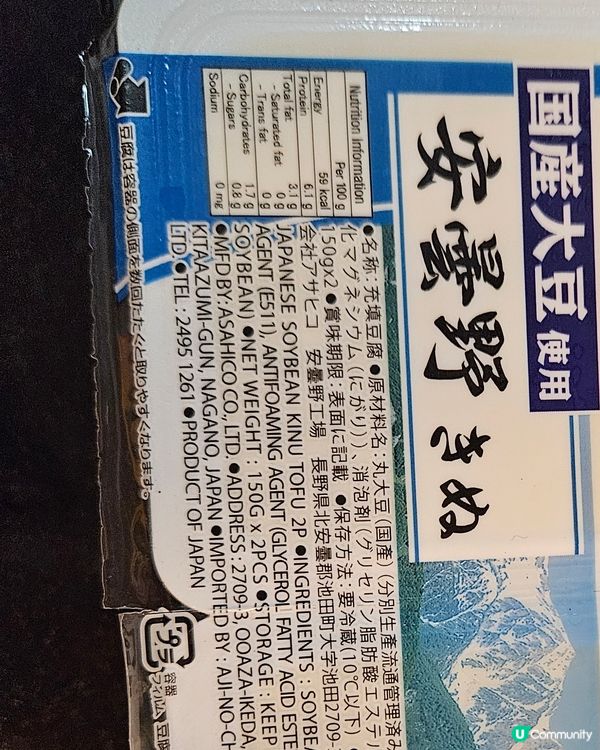 国産大豆使用
安曇野きぬ
Nutrition Information
Per 100 g
Energy 59 kcal
Protein 6.1 g
Total fat 3.1 g
- Saturated fat 0 g
- Trans fat 0 g
Carbohydrates 1.7 g
- Sugars 0.8 g
Sodium 0 mg
●名称:充填豆腐 ●原材料名:丸大豆(国産)(分別生産流通管理済み
化マグネシウム(にがり))、消泡剤(グリセリン脂肪酸エステ
150g×2 ●賞味期限:表面に記載 ●保存方法:要冷蔵(10℃以下)
会社アサヒコ 安曇野工場 長野県北安曇郡池田町大字池田2709-
JAPANESE SOYBEAN KINU TOFU 2P ●INGREDIENTS : SOYBE
AGENT (E511), ANTIFOAMING AGENT (GLYCEROL FATTY ACID ESTE
SOYBEAN) ●NET WEIGHT : 150G x 2PCS ●STORAGE : KEEP
●MFD BY: ASAHICO CO., LTD. ●ADDRESS : 2709-3, OOAZA-IKEDA,
KITAAZUMI-GUN, NAGANO, JAPAN ●IMPORTED BY : AJI-NO-CH
LTD. ●TEL : 2495 1261 ●PRODUCT OF JAPAN
豆腐は容器の側面を数回たたくと取りやすくなります。
プラ
容器
フィルム
豆腐
U Community